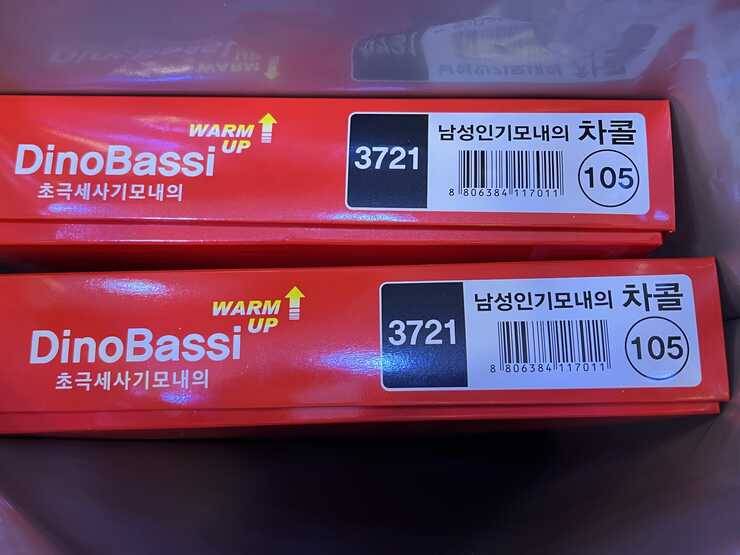 WARM
UP
DinoBassi
초극세사기모내의
3721
남성인기모내의 차콜
8 806384 117011
105
WARM
UP
DinoBassi
초극세사기모내의
3721
남성인기모내의 차콜
8 806384 117011
105